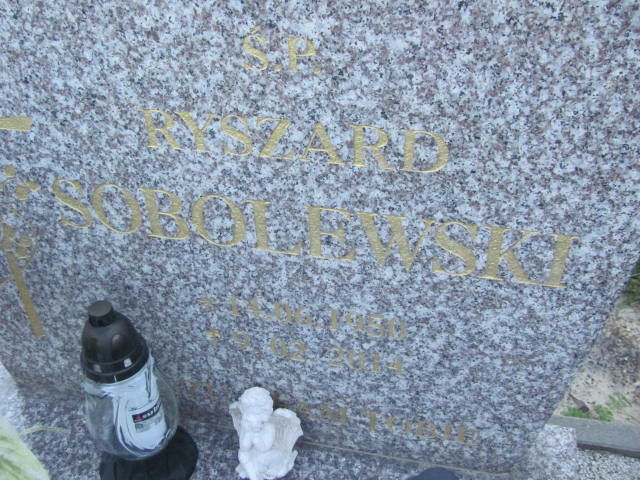 Ś.P.
RYSZARD
SOBOLEWSKI
* 14.06.1950
9.02.2014